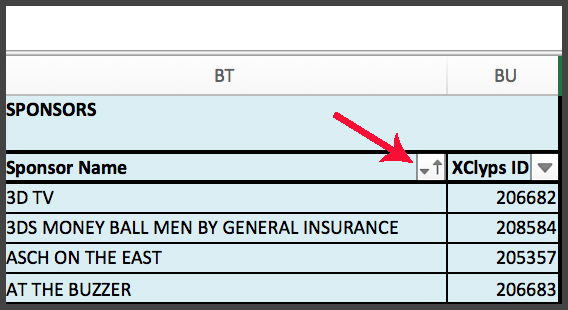 BT BU
SPONSORS
Sponsor Name XClyps ID
3D TV 206682
3DS MONEY BALL MEN BY GENERAL INSURANCE 208584
ASCH ON THE EAST 205357
AT THE BUZZER 206683